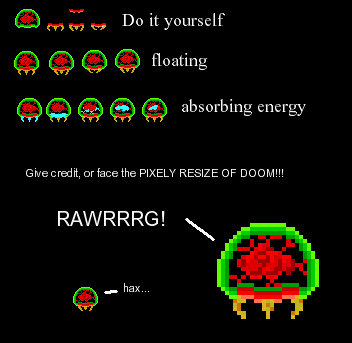 Do it yourself
floating
absorbing energy
Give credit, or face the PIXELY RESIZE OF DOOM!!!
RAWRRRG!
hax...